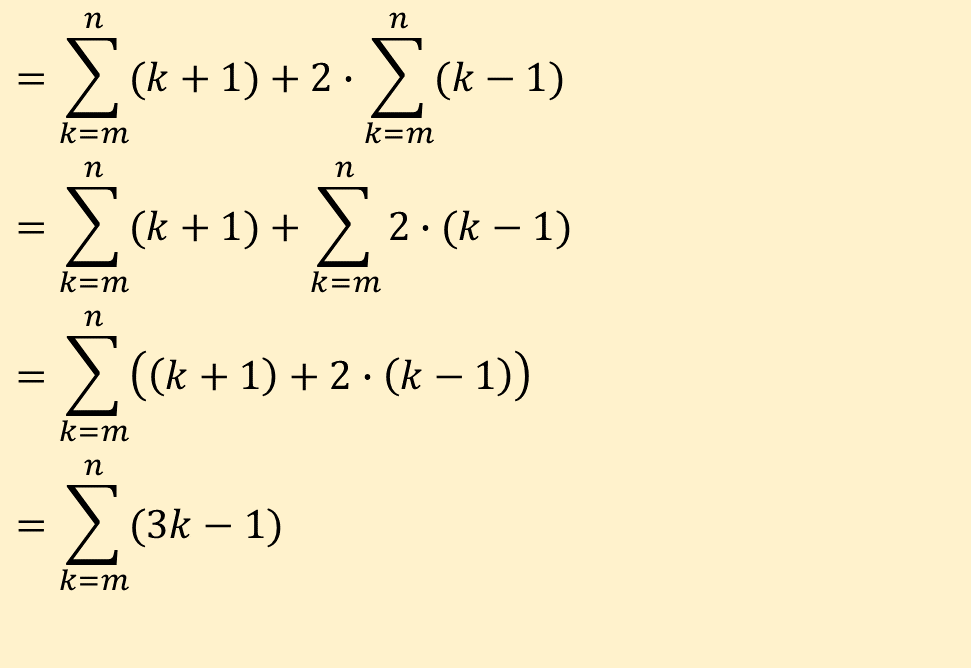 = ∑_{k=m}^{n} (k + 1) + 2 · ∑_{k=m}^{n} (k − 1)
= ∑_{k=m}^{n} (k + 1) + ∑_{k=m}^{n} 2 · (k − 1)
= ∑_{k=m}^{n} ((k + 1) + 2 · (k − 1))
= ∑_{k=m}^{n} (3k − 1)